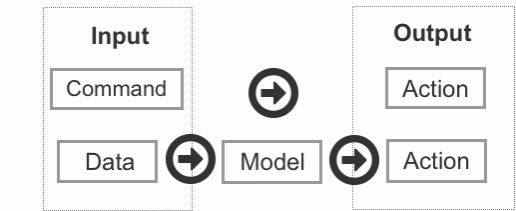 Input
Output
Command
Action
Data
Model
Action